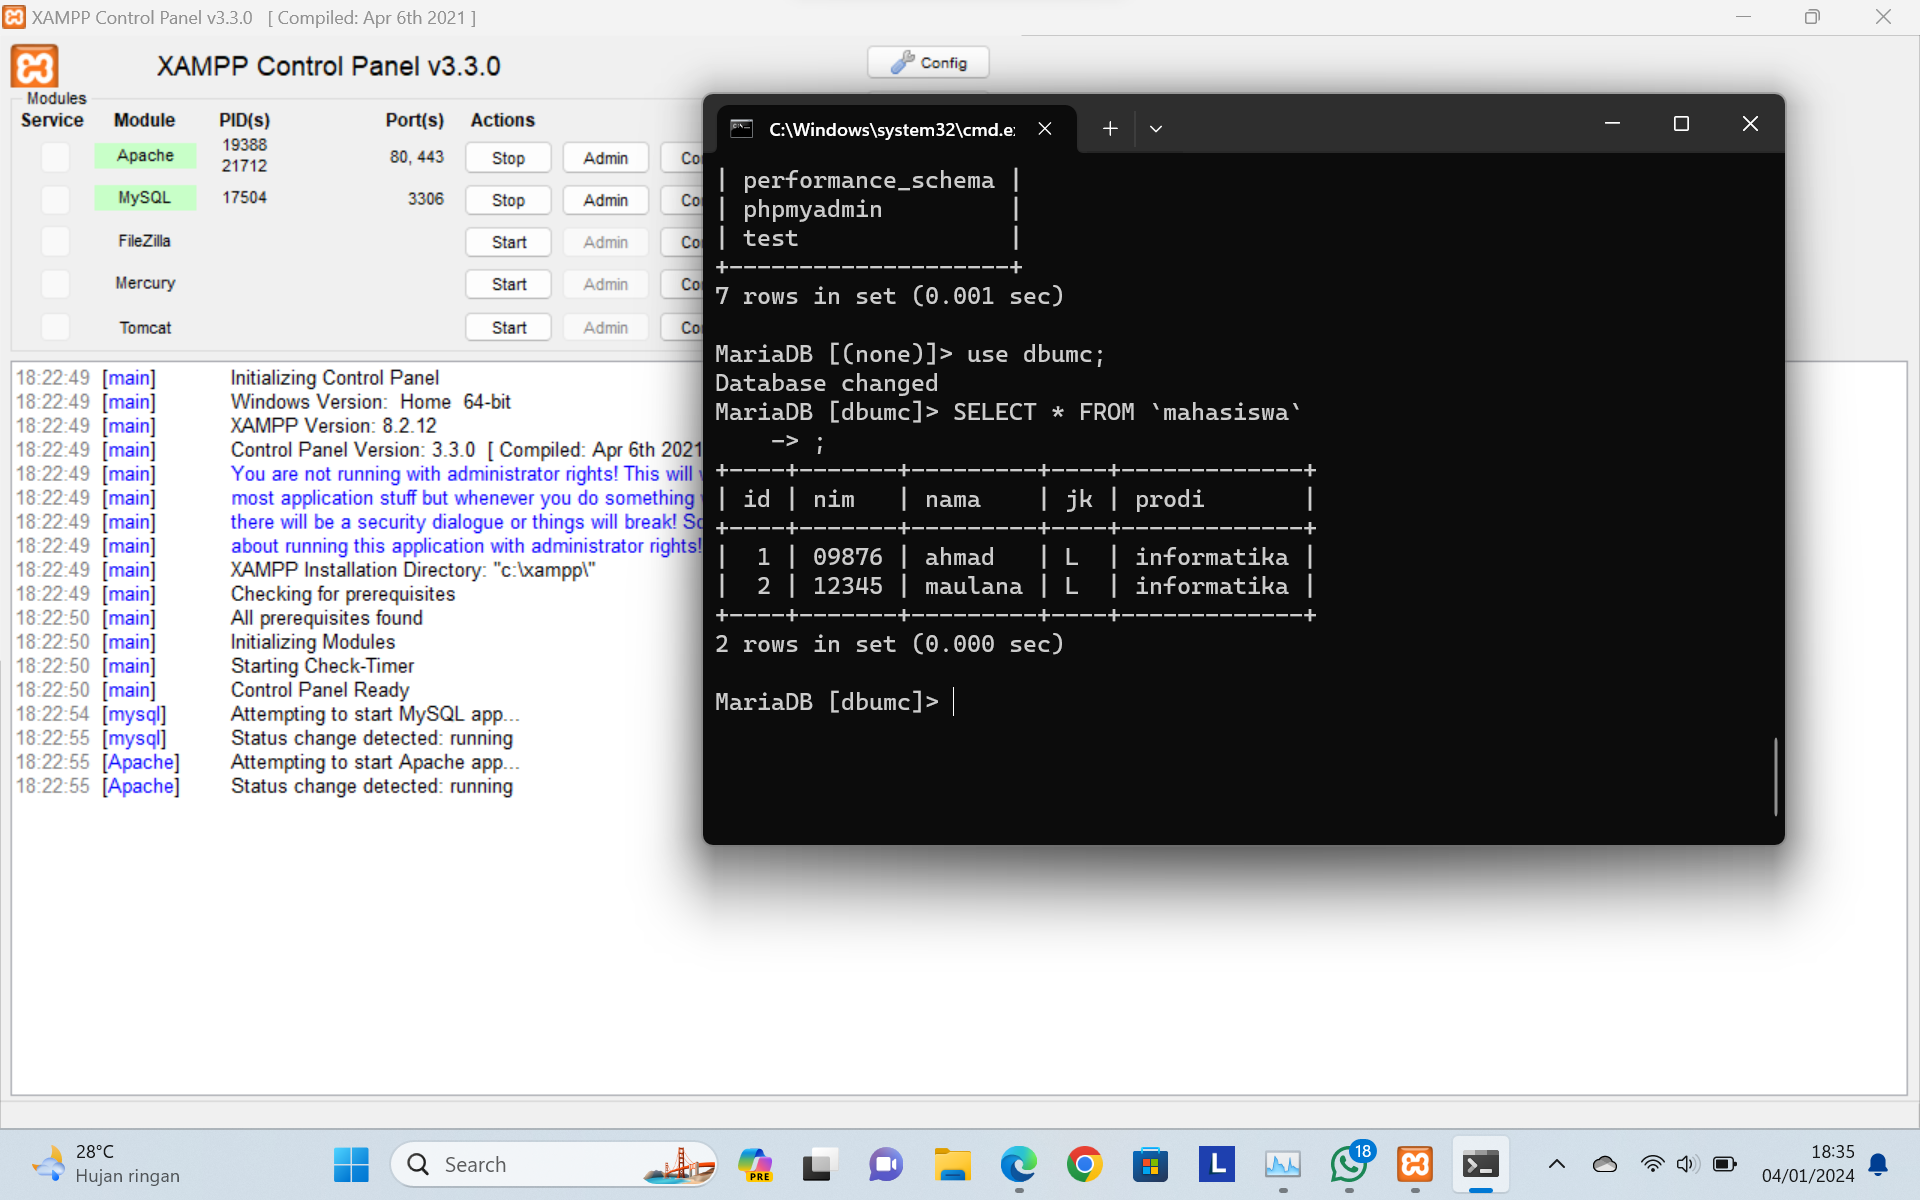 XAMPP Control Panel v3.3.0 [ Compiled: Apr 6th 2021 ]
XAMPP Control Panel v3.3.0
Config
Modules
Service Module PID(s) Port(s) Actions
Apache 19388 21712 80, 443 Stop Admin
MySQL 17504 3306 Stop Admin
FileZilla Start Admin
Mercury Start Admin
Tomcat Start Admin
18:22:49 [main] Initializing Control Panel
18:22:49 [main] Windows Version: Home 64-bit
18:22:49 [main] XAMPP Version: 8.2.12
18:22:49 [main] Control Panel Version: 3.3.0 [ Compiled: Apr 6th 2021
18:22:49 [main] You are not running with administrator rights! This will
18:22:49 [main] most application stuff but whenever you do something
18:22:49 [main] there will be a security dialogue or things will break! So
18:22:49 [main] about running this application with administrator rights!
18:22:49 [main] XAMPP Installation Directory: "c:\xampp\"
18:22:49 [main] Checking for prerequisites
18:22:50 [main] All prerequisites found
18:22:50 [main] Initializing Modules
18:22:50 [main] Starting Check-Timer
18:22:50 [main] Control Panel Ready
18:22:54 [mysql] Attempting to start MySQL app...
18:22:55 [mysql] Status change detected: running
18:22:55 [Apache] Attempting to start Apache app...
18:22:55 [Apache] Status change detected: running
C:\Windows\system32\cmd.e
| performance_schema |
| phpmyadmin         |
| test               |
+--------------------+
7 rows in set (0.001 sec)
MariaDB [(none)]> use dbumc;
Database changed
MariaDB [dbumc]> SELECT * FROM `mahasiswa`
    -> ;
+----+-------+---------+----+-------------+
| id | nim   | nama    | jk | prodi       |
+----+-------+---------+----+-------------+
|  1 | 09876 | ahmad   | L  | informatika |
|  2 | 12345 | maulana | L  | informatika |
+----+-------+---------+----+-------------+
2 rows in set (0.000 sec)
MariaDB [dbumc]>
28°C
Hujan ringan
Search
PRE
L
18
18:35
04/01/2024